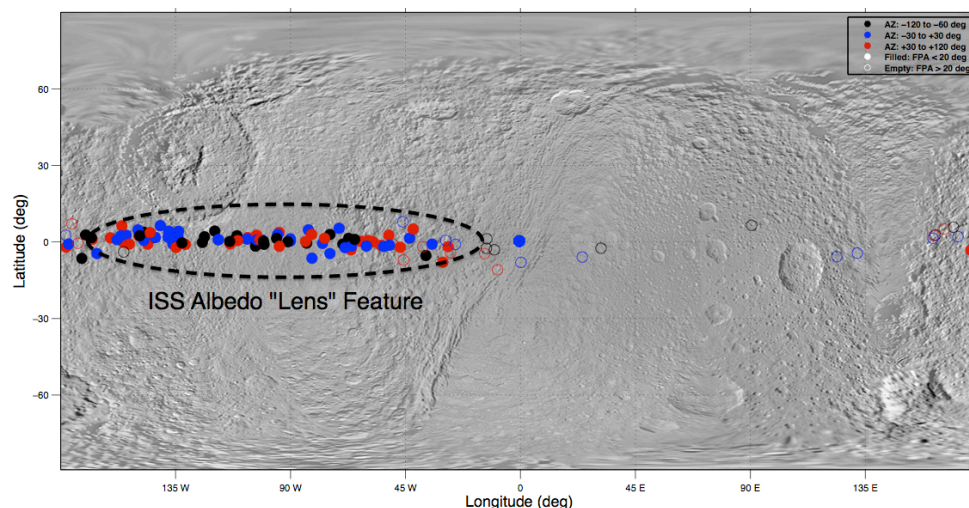 AZ: −120 to −60 deg
AZ: −30 to +30 deg
AZ: +30 to +120 deg
Filled: FPA < 20 deg
Empty: FPA > 20 deg
60
30
0
−30
−60
Latitude (deg)
ISS Albedo "Lens" Feature
135 W
90 W
45 W
0
45 E
90 E
135 E
Longitude (deg)